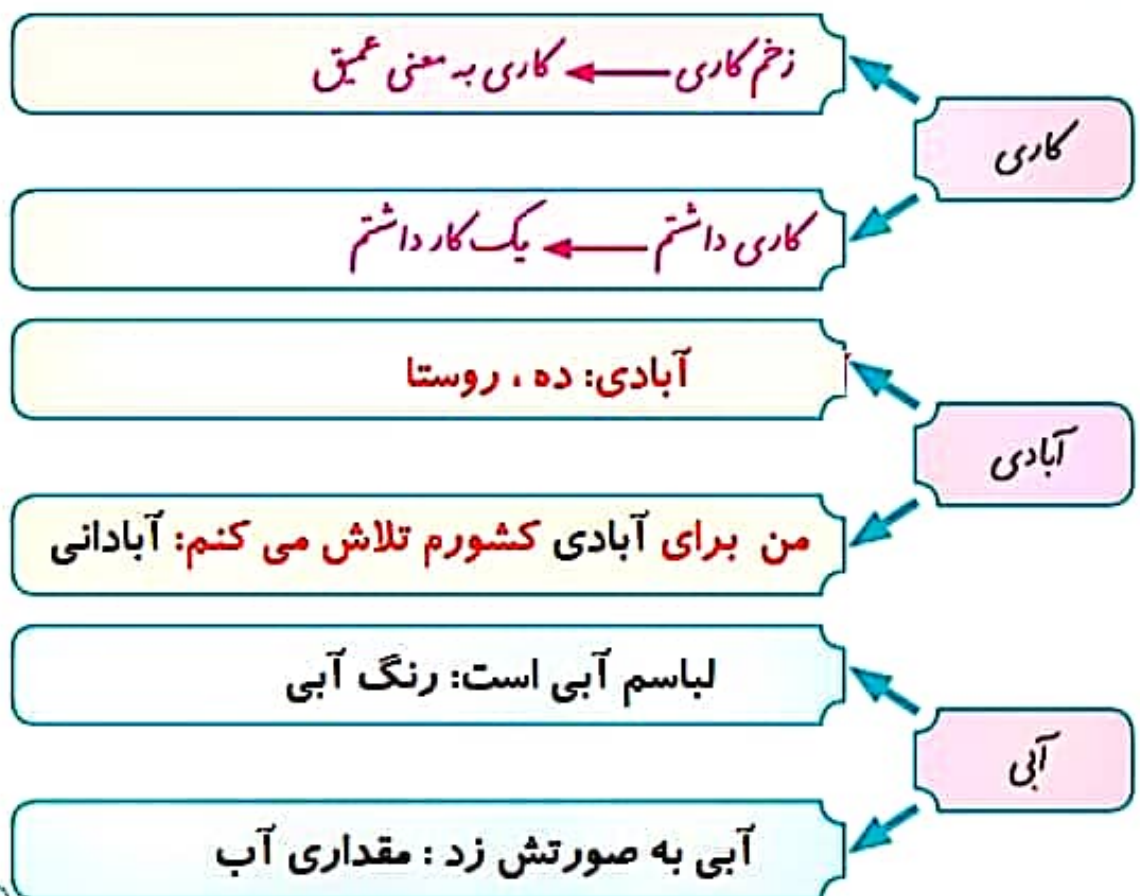 کاری
زخم کاری ← کاری به معنی عمیق
کاری داشتم ← یک کار داشتم
آبادی
آبادی: ده ، روستا
من برای آبادی کشورم تلاش می کنم: آبادانی
آبی
لباسم آبی است: رنگ آبی
آبی به صورتش زد : مقداری آب